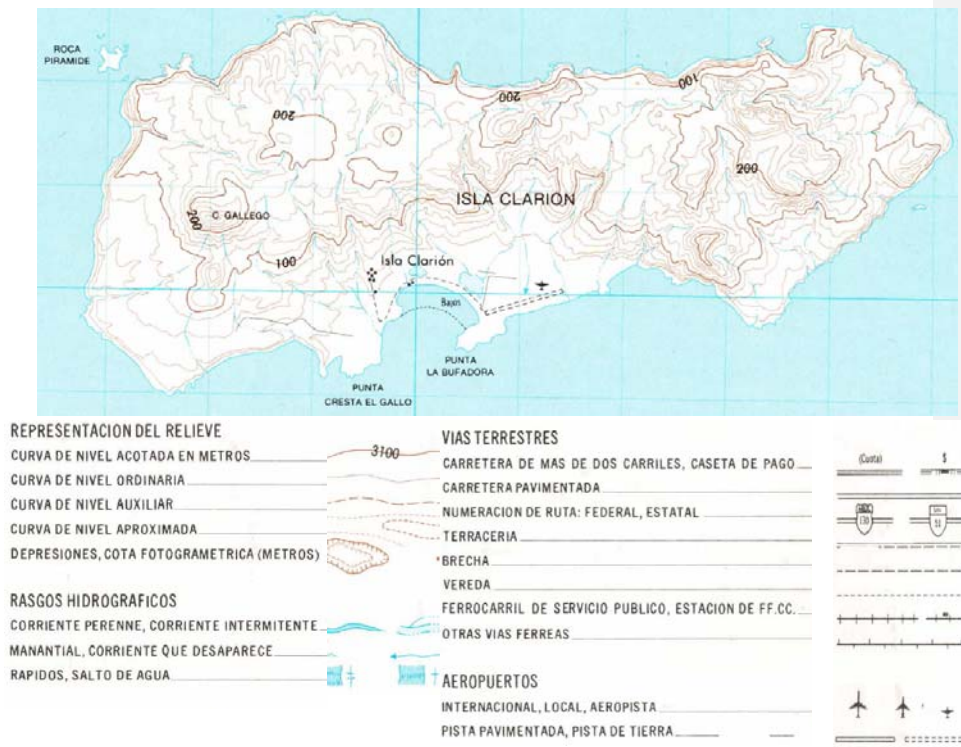 ROCA
PIRAMIDE
200
200
100
200
ISLA CLARION
200
C. GALLEGO
100
Isla Clarión
Bajos
PUNTA
LA BUFADORA
PUNTA
CRESTA EL GALLO
REPRESENTACION DEL RELIEVE
CURVA DE NIVEL ACOTADA EN METROS
3100
CURVA DE NIVEL ORDINARIA
CURVA DE NIVEL AUXILIAR
CURVA DE NIVEL APROXIMADA
DEPRESIONES, COTA FOTOGRAMETRICA (METROS)
RASGOS HIDROGRAFICOS
CORRIENTE PERENNE, CORRIENTE INTERMITENTE
MANANTIAL, CORRIENTE QUE DESAPARECE
RAPIDOS, SALTO DE AGUA
VIAS TERRESTRES
CARRETERA DE MAS DE DOS CARRILES, CASETA DE PAGO
(Cuota) $
CARRETERA PAVIMENTADA
NUMERACION DE RUTA: FEDERAL, ESTATAL
TERRACERIA
BRECHA
VEREDA
FERROCARRIL DE SERVICIO PUBLICO, ESTACION DE FF.CC.
OTRAS VIAS FERREAS
AEROPUERTOS
INTERNACIONAL, LOCAL, AEROPISTA
PISTA PAVIMENTADA, PISTA DE TIERRA